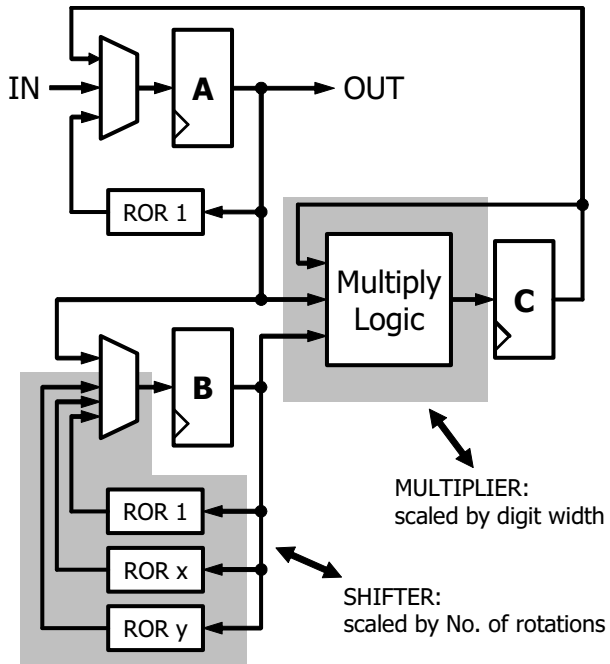 IN
A
OUT
ROR 1
Multiply
Logic
C
B
ROR 1
ROR x
ROR y
MULTIPLIER:
scaled by digit width
SHIFTER:
scaled by No. of rotations